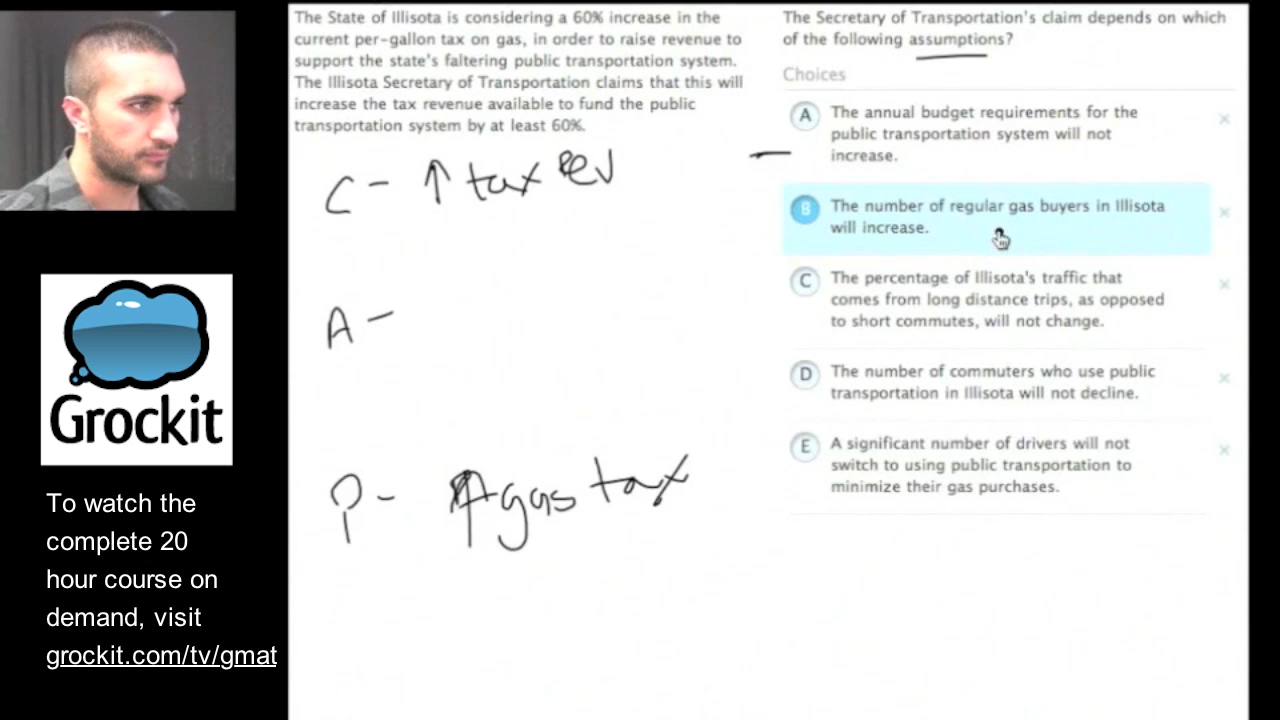 The State of Illisota is considering a 60% increase in the
current per-gallon tax on gas, in order to raise revenue to
support the state's faltering public transportation system.
The Illisota Secretary of Transportation claims that this will
increase the tax revenue available to fund the public
transportation system by at least 60%.
C - ↑ tax rev
A -
P - ↑ gas tax
The Secretary of Transportation's claim depends on which
of the following assumptions?
Choices
A The annual budget requirements for the
public transportation system will not
increase.
B The number of regular gas buyers in Illisota
will increase.
C The percentage of Illisota's traffic that
comes from long distance trips, as opposed
to short commutes, will not change.
D The number of commuters who use public
transportation in Illisota will not decline.
E A significant number of drivers will not
switch to using public transportation to
minimize their gas purchases.
Grockit
To watch the
complete 20
hour course on
demand, visit
grockit.com/tv/gmat